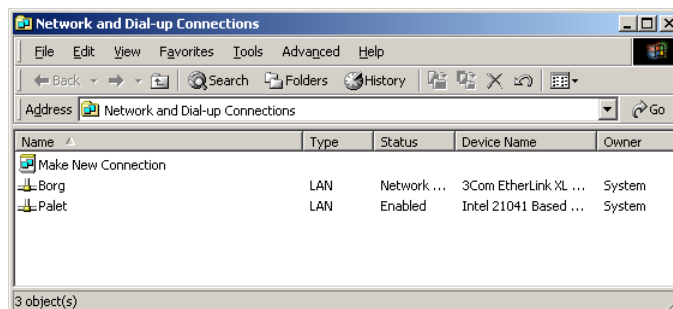 Network and Dial-up Connections
File Edit View Favorites Tools Advanced Help
Back Search Folders History
Address Network and Dial-up Connections Go
Name Type Status Device Name Owner
Make New Connection
Borg LAN Network ... 3Com EtherLink XL ... System
Palet LAN Enabled Intel 21041 Based ... System
3 object(s)